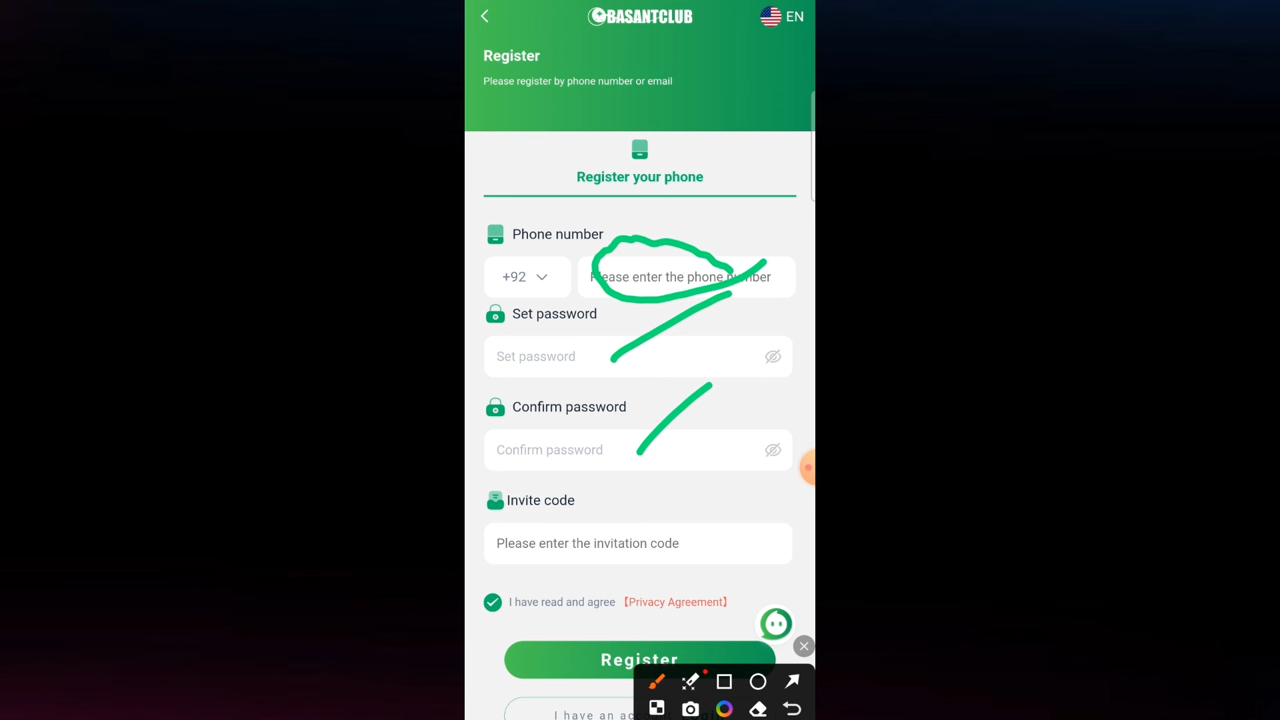 BASANTCLUB
EN
Register
Please register by phone number or email
Register your phone
Phone number
+92
Please enter the phone number
Set password
Set password
Confirm password
Confirm password
Invite code
Please enter the invitation code
I have read and agree 【Privacy Agreement】
Register
I have an